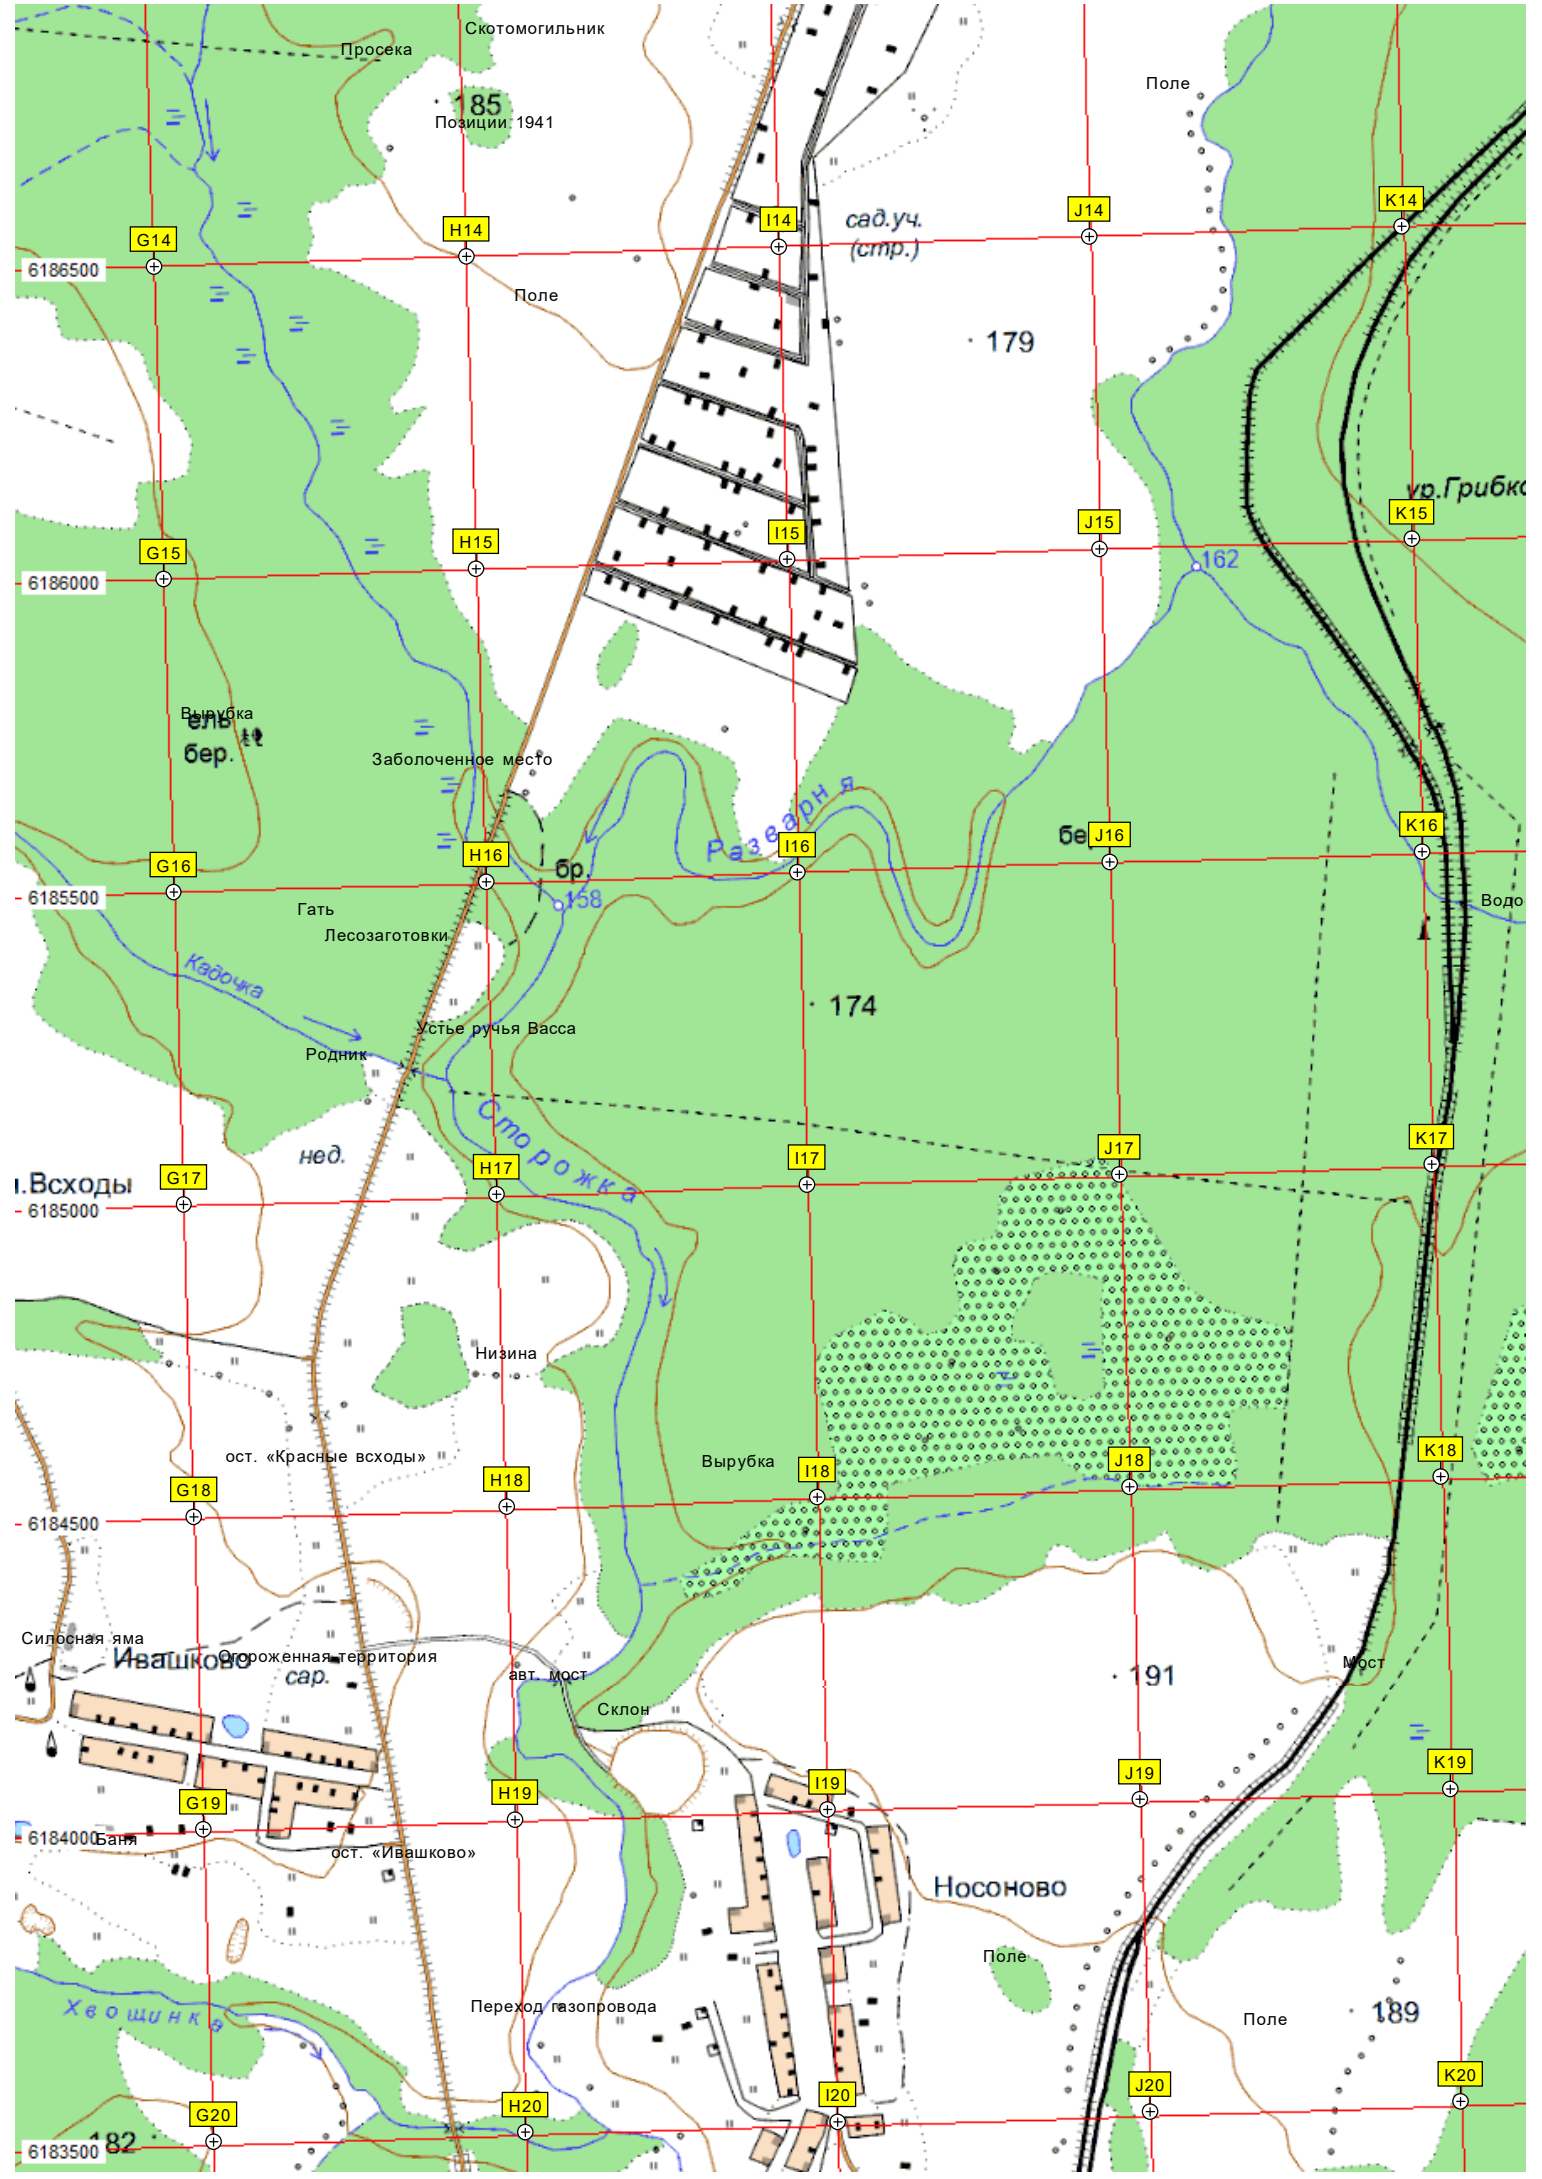 Скотомогильник
Просека
Поле
185
Позиции 1941
K14
J14
I14
сад.уч.
H14
G14
(стр.)
6186500
Поле
179
ур.Грибко
K15
J15
I15
H15
G15
162
6186000
Вырубка
ель
бер.
Заболоченное место
Разварня
K16
J16
I16
H16
G16
бр.
158
6185500
Водо
Гать
Лесозаготовки
Кадочка
174
Устье ручья Васса
Родник
Сторожка
K17
J17
I17
H17
G17
нед.
.Всходы
6185000
Низина
ост. «Красные всходы»
Вырубка
K18
J18
I18
H18
G18
6184500
Силосная яма
Ивашково
Огороженная территория
сар.
авт. мост
Мост
191
Склон
K19
J19
I19
H19
G19
6184000
Баня
ост. «Ивашково»
Носоново
Поле
Хвощинка
Переход газопровода
189
Поле
K20
J20
I20
H20
G20
182
6183500